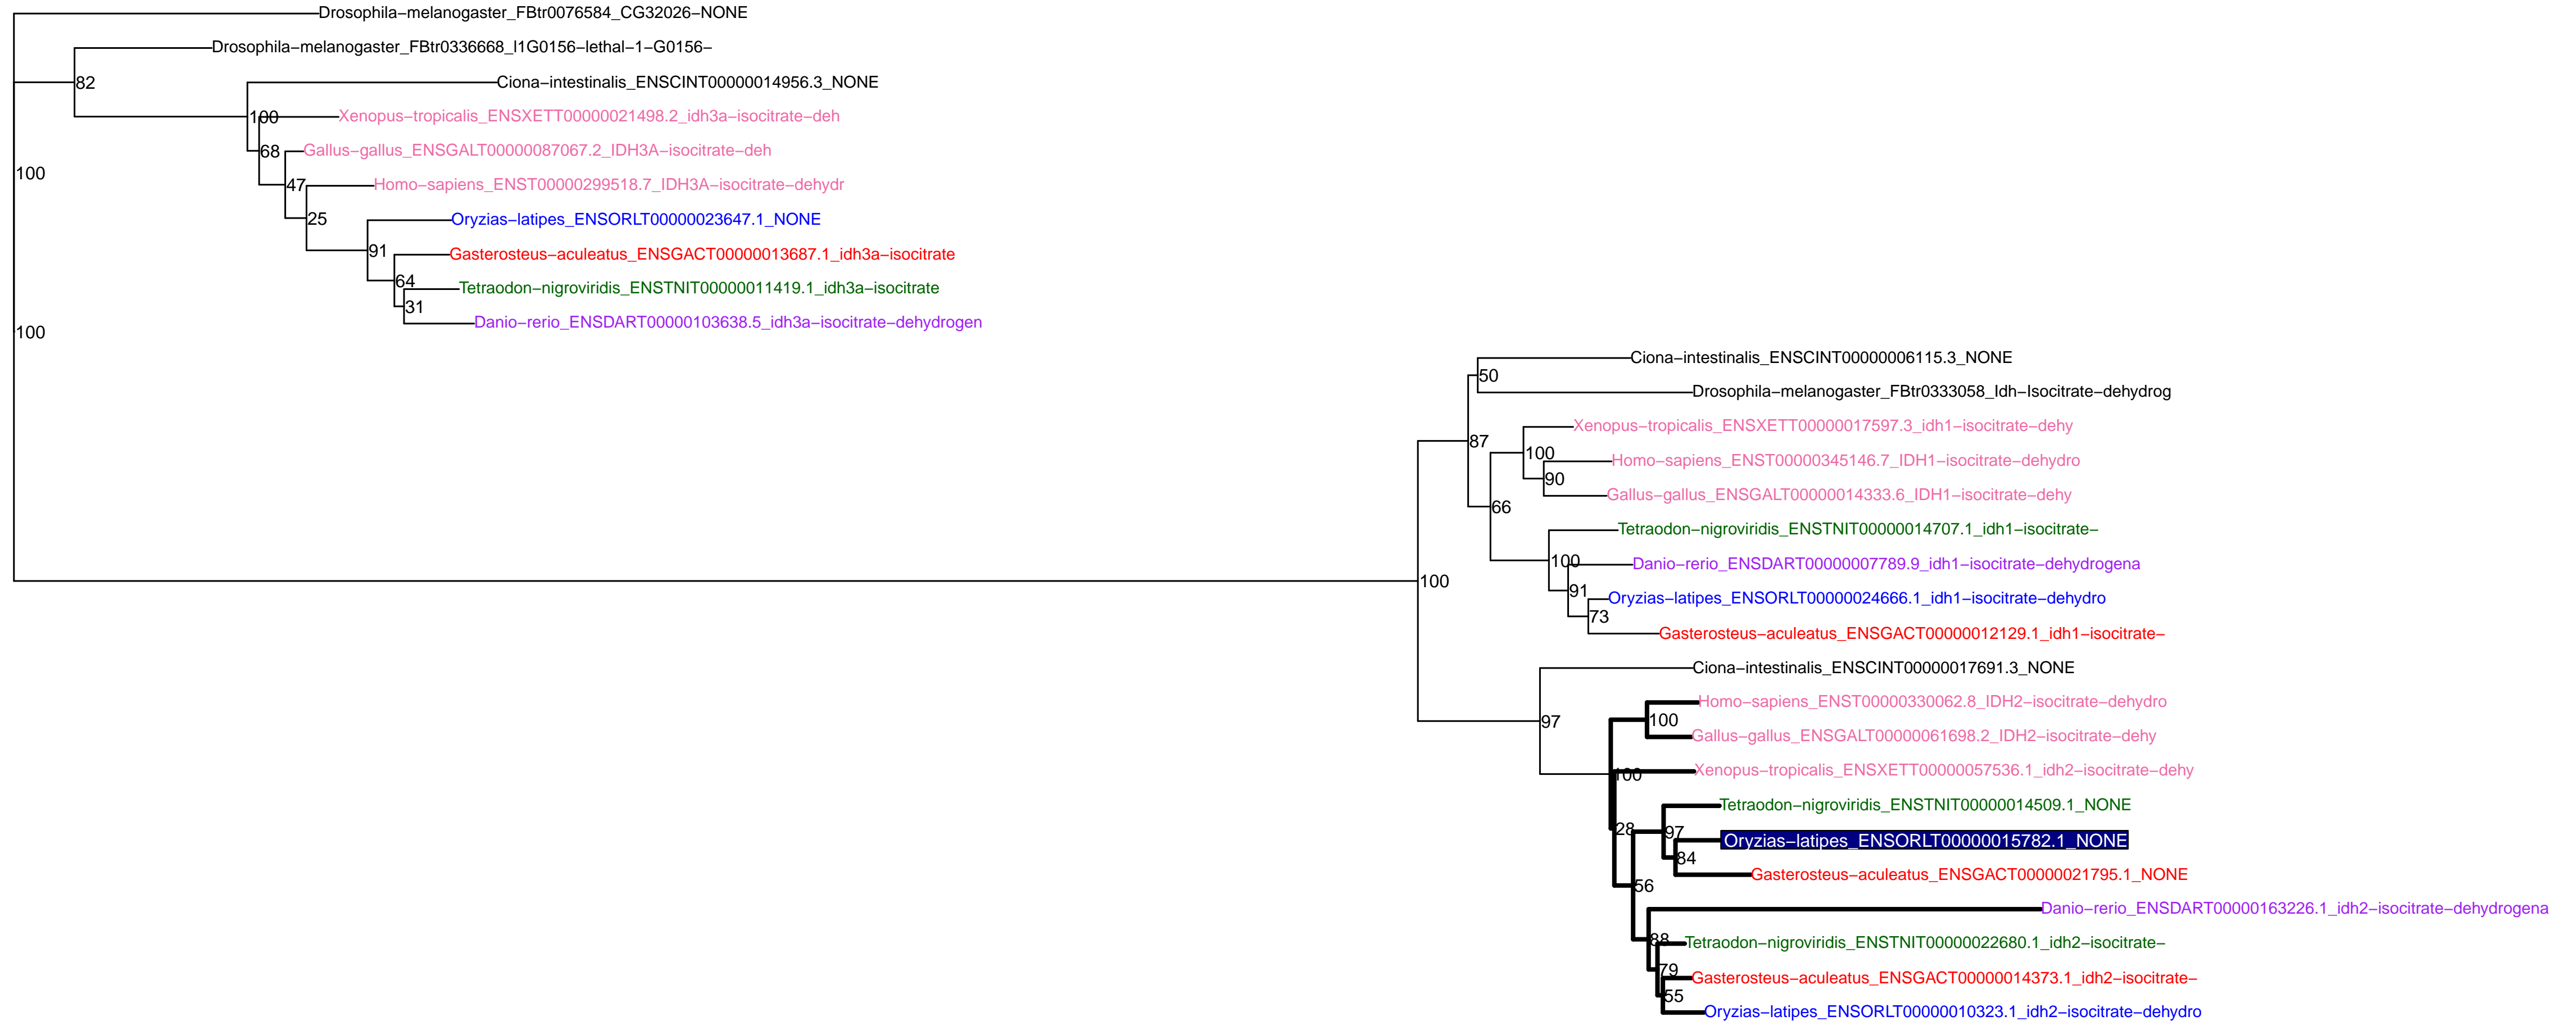 Drosophila−melanogaster_FBtr0076584_CG32026−NONE
Drosophila−melanogaster_FBtr0336668_l1G0156−lethal−1−G0156−
82
Ciona−intestinalis_ENSCINT00000014956.3_NONE
100
Xenopus−tropicalis_ENSXETT00000021498.2_idh3a−isocitrate−deh
68
Gallus−gallus_ENSGALT00000087067.2_IDH3A−isocitrate−deh
100
47
Homo−sapiens_ENST00000299518.7_IDH3A−isocitrate−dehydr
25
Oryzias−latipes_ENSORLT00000023647.1_NONE
91
Gasterosteus−aculeatus_ENSGACT00000013687.1_idh3a−isocitrate
64
Tetraodon−nigroviridis_ENSTNIT00000011419.1_idh3a−isocitrate
31
Danio−rerio_ENSDART00000103638.5_idh3a−isocitrate−dehydrogen
100
Ciona−intestinalis_ENSCINT00000006115.3_NONE
50
Drosophila−melanogaster_FBtr0333058_Idh−Isocitrate−dehydrog
87
Xenopus−tropicalis_ENSXETT00000017597.3_idh1−isocitrate−dehy
100
Homo−sapiens_ENST00000345146.7_IDH1−isocitrate−dehydro
90
Gallus−gallus_ENSGALT00000014333.6_IDH1−isocitrate−dehy
66
Tetraodon−nigroviridis_ENSTNIT00000014707.1_idh1−isocitrate−
100
Danio−rerio_ENSDART00000007789.9_idh1−isocitrate−dehydrogena
91
Oryzias−latipes_ENSORLT00000024666.1_idh1−isocitrate−dehydro
73
Gasterosteus−aculeatus_ENSGACT00000012129.1_idh1−isocitrate−
100
Ciona−intestinalis_ENSCINT00000017691.3_NONE
97
Homo−sapiens_ENST00000330062.8_IDH2−isocitrate−dehydro
100
Gallus−gallus_ENSGALT00000061698.2_IDH2−isocitrate−dehy
100
Xenopus−tropicalis_ENSXETT00000057536.1_idh2−isocitrate−dehy
28
Tetraodon−nigroviridis_ENSTNIT00000014509.1_NONE
97
Oryzias−latipes_ENSORLT00000015782.1_NONE
84
Gasterosteus−aculeatus_ENSGACT00000021795.1_NONE
56
Danio−rerio_ENSDART00000163226.1_idh2−isocitrate−dehydrogena
88
Tetraodon−nigroviridis_ENSTNIT00000022680.1_idh2−isocitrate−
79
Gasterosteus−aculeatus_ENSGACT00000014373.1_idh2−isocitrate−
55
Oryzias−latipes_ENSORLT00000010323.1_idh2−isocitrate−dehydro